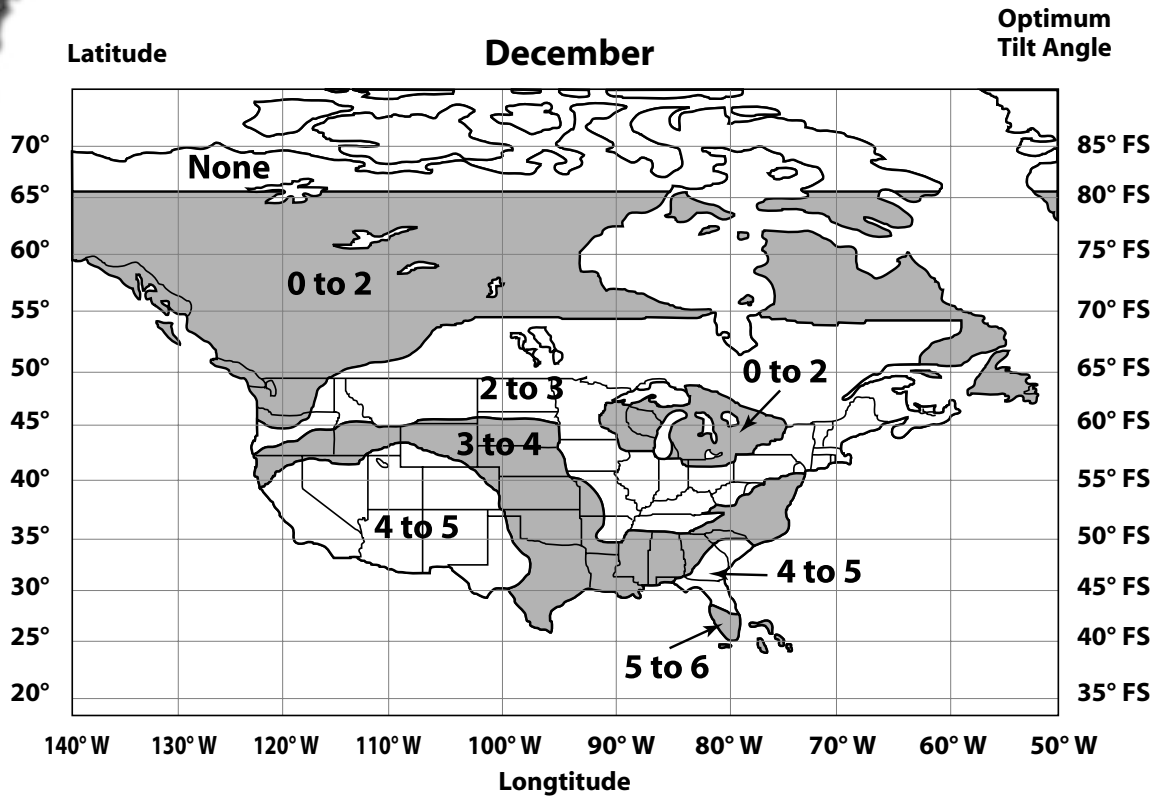 Optimum
Latitude December Tilt Angle
70° 85° FS
None
65° 80° FS
60° 75° FS
0 to 2
55° 70° FS
50° 65° FS
0 to 2
2 to 3
45° 60° FS
3 to 4
40° 55° FS
4 to 5
35° 50° FS
4 to 5
30° 45° FS
25° 40° FS
5 to 6
20° 35° FS
140° W 130° W 120° W 110° W 100° W 90° W 80° W 70° W 60° W 50° W
Longtitude